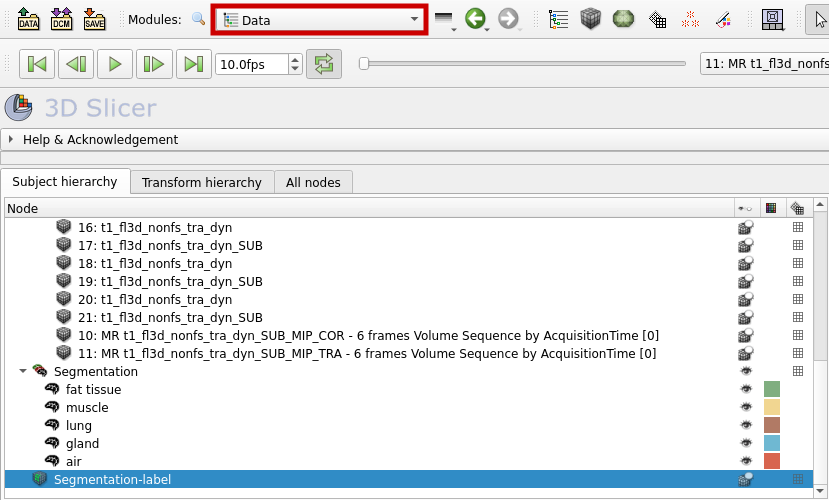 DATA DCM SAVE Modules: Data
10.0fps 11: MR t1_fl3d_nonfs
3D Slicer
Help & Acknowledgement
Subject hierarchy Transform hierarchy All nodes
Node
16: t1_fl3d_nonfs_tra_dyn
17: t1_fl3d_nonfs_tra_dyn_SUB
18: t1_fl3d_nonfs_tra_dyn
19: t1_fl3d_nonfs_tra_dyn_SUB
20: t1_fl3d_nonfs_tra_dyn
21: t1_fl3d_nonfs_tra_dyn_SUB
10: MR t1_fl3d_nonfs_tra_dyn_SUB_MIP_COR - 6 frames Volume Sequence by AcquisitionTime [0]
11: MR t1_fl3d_nonfs_tra_dyn_SUB_MIP_TRA - 6 frames Volume Sequence by AcquisitionTime [0]
Segmentation
fat tissue
muscle
lung
gland
air
Segmentation-label